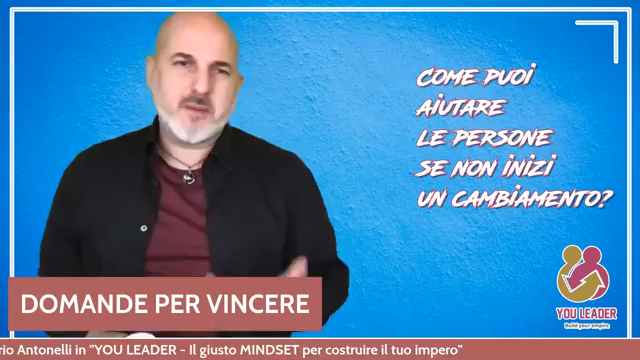 COME PUOI
AIUTARE
LE PERSONE
SE NON INIZI
UN CAMBIAMENTO?
YOU LEADER
Build your empire
DOMANDE PER VINCERE
rio Antonelli in "YOU LEADER - Il giusto MINDSET per costruire il tuo impero"